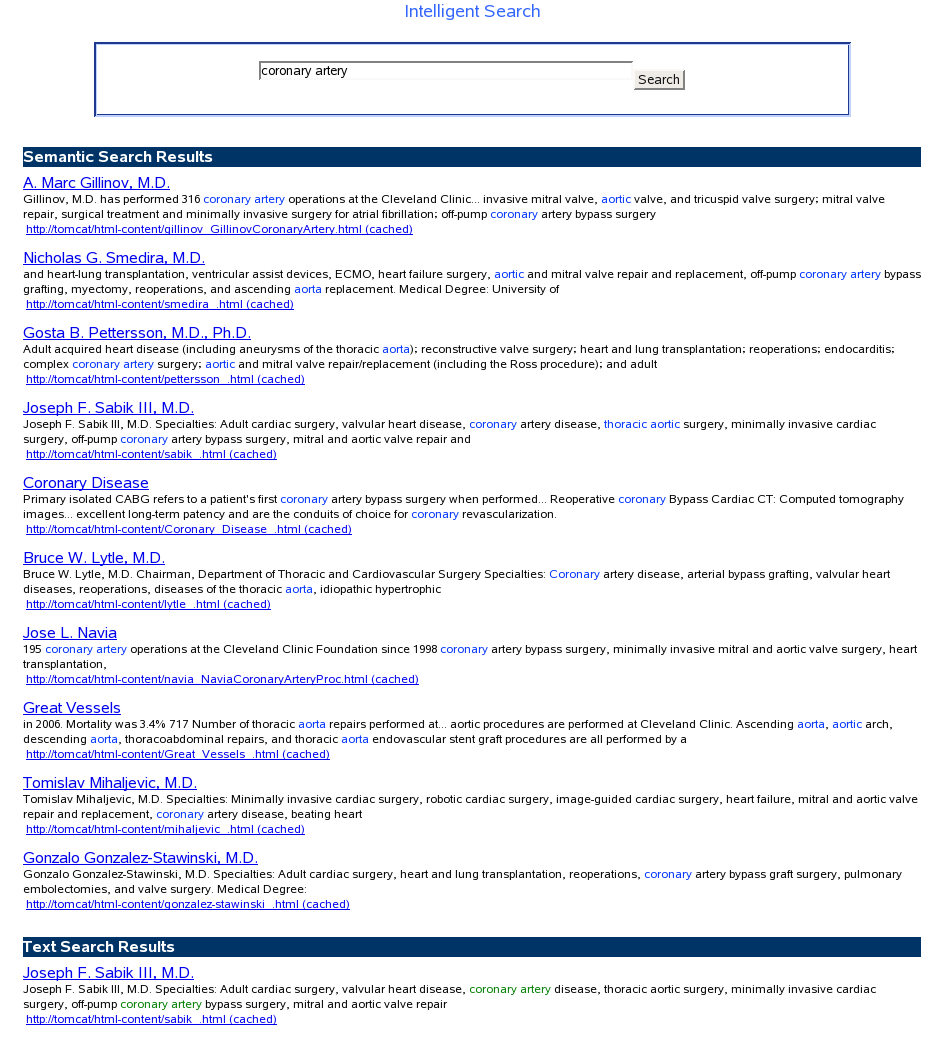 Intelligent Search
coronary artery
Search
Semantic Search Results
A. Marc Gillinov, M.D.
Gillinov, M.D. has performed 316 coronary artery operations at the Cleveland Clinic... invasive mitral valve, aortic valve, and tricuspid valve surgery; mitral valve
repair, surgical treatment and minimally invasive surgery for atrial fibrillation; off-pump coronary artery bypass surgery
http://tomcat/html-content/gillinov_GillinovCoronaryArtery.html (cached)
Nicholas G. Smedira, M.D.
and heart-lung transplantation, ventricular assist devices, ECMO, heart failure surgery, aortic and mitral valve repair and replacement, off-pump coronary artery bypass
grafting, myectomy, reoperations, and ascending aorta replacement. Medical Degree: University of
http://tomcat/html-content/smedira_.html (cached)
Gosta B. Pettersson, M.D., Ph.D.
Adult acquired heart disease (including aneurysms of the thoracic aorta); reconstructive valve surgery; heart and lung transplantation; reoperations; endocarditis;
complex coronary artery surgery; aortic and mitral valve repair/replacement (including the Ross procedure); and adult
http://tomcat/html-content/pettersson_.html (cached)
Joseph F. Sabik III, M.D.
Joseph F. Sabik III, M.D. Specialties: Adult cardiac surgery, valvular heart disease, coronary artery disease, thoracic aortic surgery, minimally invasive cardiac
surgery, off-pump coronary artery bypass surgery, mitral and aortic valve repair and
http://tomcat/html-content/sabik_.html (cached)
Coronary Disease
Primary isolated CABG refers to a patient's first coronary artery bypass surgery when performed... Reoperative coronary Bypass Cardiac CT: Computed tomography
images... excellent long-term patency and are the conduits of choice for coronary revascularization.
http://tomcat/html-content/Coronary_Disease_.html (cached)
Bruce W. Lytle, M.D.
Bruce W. Lytle, M.D. Chairman, Department of Thoracic and Cardiovascular Surgery Specialties: Coronary artery disease, arterial bypass grafting, valvular heart
diseases, reoperations, diseases of the thoracic aorta, idiopathic hypertrophic
http://tomcat/html-content/lytle_.html (cached)
Jose L. Navia
195 coronary artery operations at the Cleveland Clinic Foundation since 1998 coronary artery bypass surgery, minimally invasive mitral and aortic valve surgery, heart
transplantation,
http://tomcat/html-content/navia_NaviaCoronaryArteryProc.html (cached)
Great Vessels
in 2006. Mortality was 3.4% 717 Number of thoracic aorta repairs performed at... aortic procedures are performed at Cleveland Clinic. Ascending aorta, aortic arch,
descending aorta, thoracoabdominal repairs, and thoracic aorta endovascular stent graft procedures are all performed by a
http://tomcat/html-content/Great_Vessels_.html (cached)
Tomislav Mihaljevic, M.D.
Tomislav Mihaljevic, M.D. Specialties: Minimally invasive cardiac surgery, robotic cardiac surgery, image-guided cardiac surgery, heart failure, mitral and aortic valve
repair and replacement, coronary artery disease, beating heart
http://tomcat/html-content/mihaljevic_.html (cached)
Gonzalo Gonzalez-Stawinski, M.D.
Gonzalo Gonzalez-Stawinski, M.D. Specialties: Adult cardiac surgery, heart and lung transplantation, reoperations, coronary artery bypass graft surgery, pulmonary
embolectomies, and valve surgery. Medical Degree:
http://tomcat/html-content/gonzalez-stawinski_.html (cached)
Text Search Results
Joseph F. Sabik III, M.D.
Joseph F. Sabik III, M.D. Specialties: Adult cardiac surgery, valvular heart disease, coronary artery disease, thoracic aortic surgery, minimally invasive cardiac
surgery, off-pump coronary artery bypass surgery, mitral and aortic valve repair
http://tomcat/html-content/sabik_.html (cached)